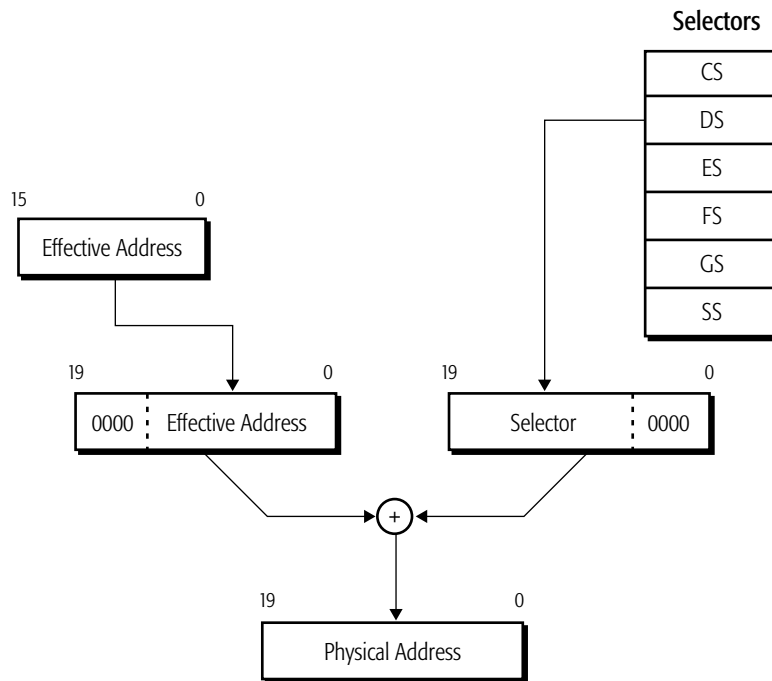 Selectors
CS
DS
ES
FS
GS
SS
15 0
Effective Address
19 0
0000 Effective Address
19 0
Selector 0000
+
19 0
Physical Address